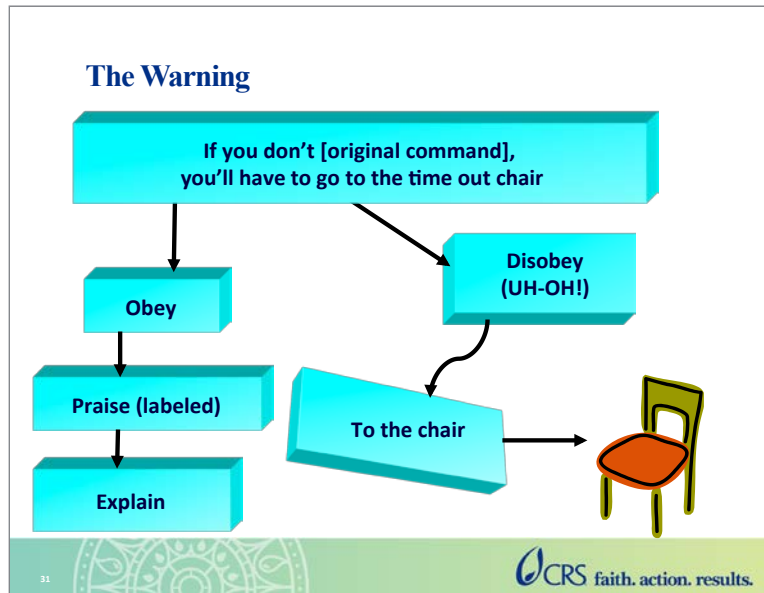 The Warning
If you don’t [original command],
you’ll have to go to the time out chair
Disobey
(UH-OH!)
Obey
Praise (labeled)
To the chair
Explain
31
CRS faith. action. results.